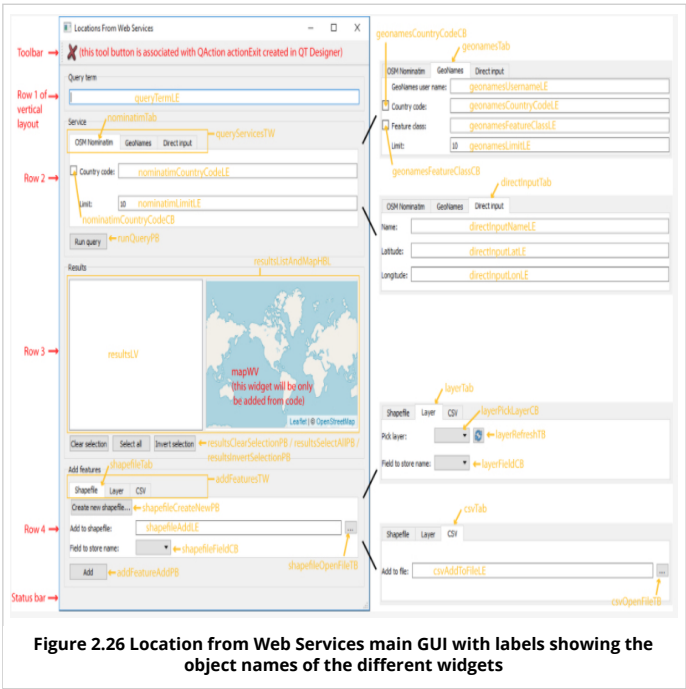 Locations From Web Services
Toolbar
(this tool button is associated with QAction actionExit created in QT Designer)
Query term
Row 1 of
vertical
layout
queryTermLE
nominatimTab
Service
queryServicesTW
OSM Nominatim GeoNames Direct input
Row 2
Country code: nominatimCountryCodeLE
Limit: 10 nominatimLimitLE
nominatimCountryCodeCB
Run query runQueryPB
Results
resultsListAndMapHBL
Row 3
resultsLV
mapWV
(this widget will be only
be added from code)
Leaflet | © OpenStreetMap
Clear selection Select all Invert selection
resultsClearSelectionPB / resultsSelectAllPB /
resultsInvertSelectionPB
Add features
shapefileTab
addFeaturesTW
Shapefile Layer CSV
Create new shapefile... shapefileCreateNewPB
Row 4
Add to shapefile: shapefileAddLE ...
Field to store name: shapefileFieldCB
shapefileOpenFileTB
Add addFeatureAddPB
Status bar
geonamesCountryCodeCB
geonamesTab
OSM Nominatim GeoNames Direct input
GeoNames user name: geonamesUsernameLE
Country code: geonamesCountryCodeLE
Feature class: geonamesFeatureClassLE
Limit: 10 geonamesLimitLE
geonamesFeatureClassCB
directInputTab
OSM Nominatim GeoNames Direct input
Name: directInputNameLE
Latitude: directInputLatLE
Longitude: directInputLonLE
layerTab
Shapefile Layer CSV
layerPickLayerCB
Pick layer: layerRefreshTB
Field to store name: layerFieldCB
csvTab
Shapefile Layer CSV
Add to file: csvAddToFileLE ...
csvOpenFileTB
Figure 2.26 Location from Web Services main GUI with labels showing the
object names of the different widgets